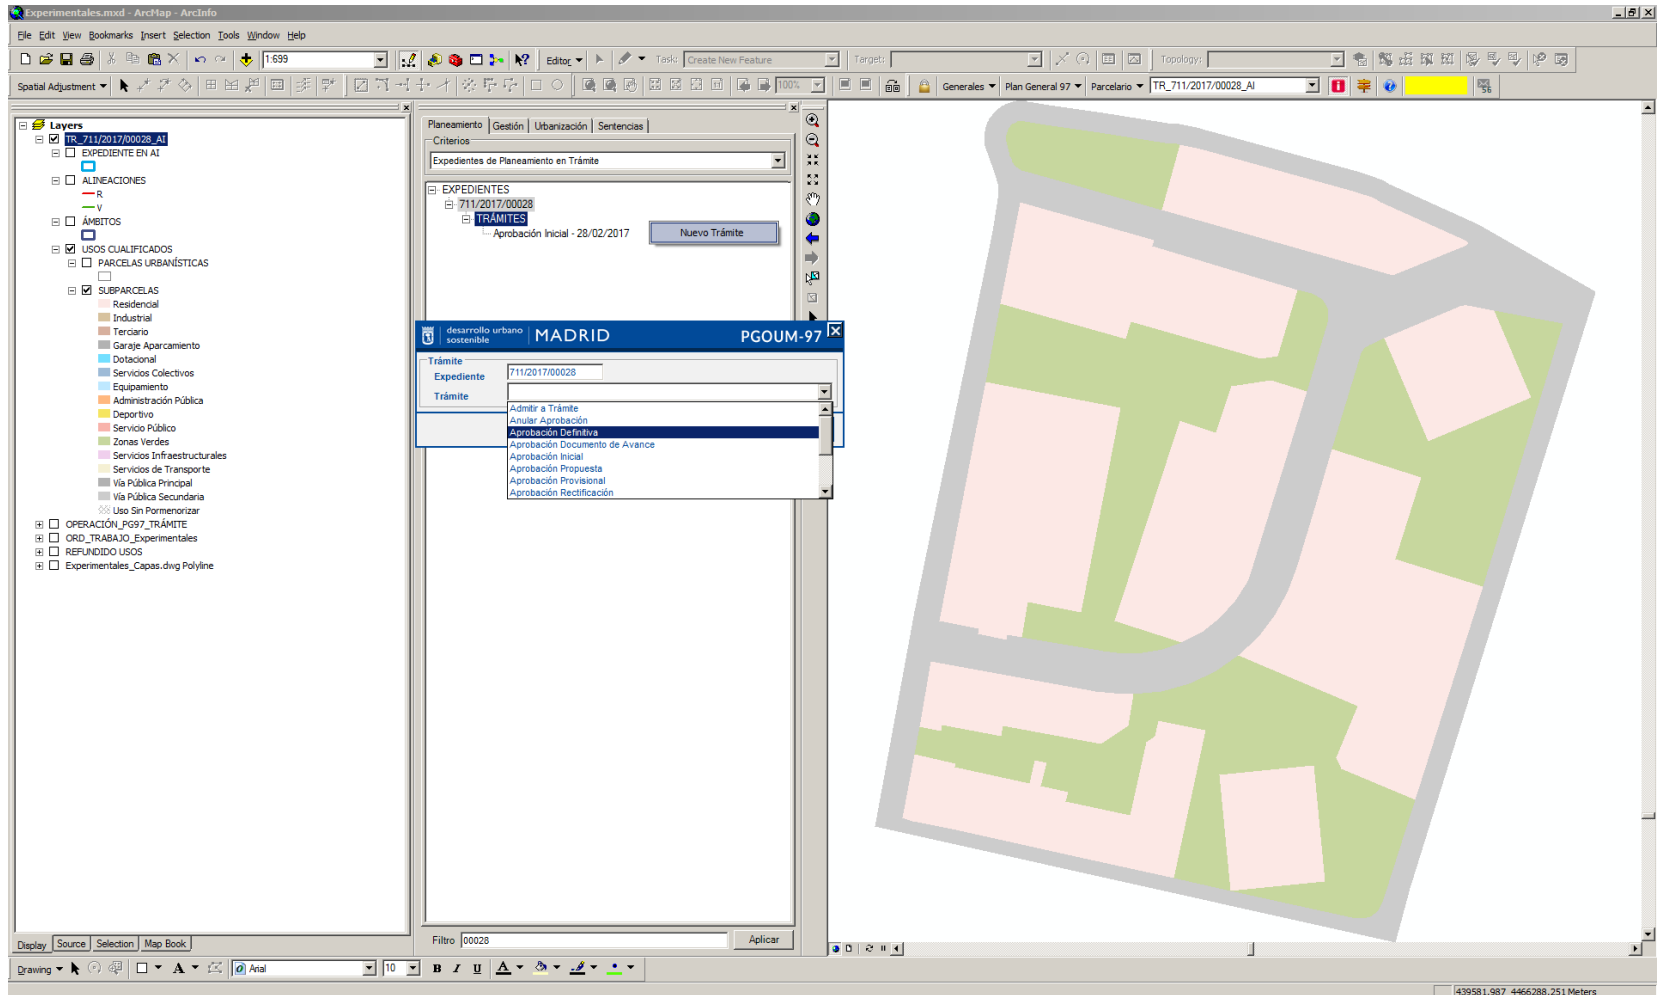 Experimentales.mxd - ArcMap - ArcInfo
File Edit View Bookmarks Insert Selection Tools Window Help
1:699
Editor
Task: Create New Feature
Target:
Topology:
Spatial Adjustment
100%
Generales
Plan General 97
Parcelario
TR_711/2017/00028_AI
Layers
TR_711/2017/00028_AI
EXPEDIENTE EN AI
ALINEACIONES
R
V
ÁMBITOS
USOS CUALIFICADOS
PARCELAS URBANÍSTICAS
SUBPARCELAS
Residencial
Industrial
Terciario
Garaje Aparcamiento
Dotacional
Servicios Colectivos
Equipamiento
Administración Pública
Deportivo
Servicio Público
Zonas Verdes
Servicios Infraestructurales
Servicios de Transporte
Vía Pública Principal
Vía Pública Secundaria
Uso Sin Pormenorizar
OPERACIÓN_PG97_TRÁMITE
ORD_TRABAJO_Experimentales
REFUNDIDO USOS
Experimentales_Capas.dwg Polyline
Display Source Selection Map Book
Planeamiento Gestión Urbanización Sentencias
Criterios
Expedientes de Planeamiento en Trámite
EXPEDIENTES
711/2017/00028
TRÁMITES
Aprobación Inicial - 28/02/2017
Nuevo Trámite
desarrollo urbano
sostenible
MADRID
PGOUM-97
Trámite
Expediente 711/2017/00028
Trámite
Admitir a Trámite
Anular Aprobación
Aprobación Definitiva
Aprobación Documento de Avance
Aprobación Inicial
Aprobación Propuesta
Aprobación Provisional
Aprobación Rectificación
Filtro 00028 Aplicar
Drawing
A
Arial
10
B I U A
439581,987 4466288,251 Meters